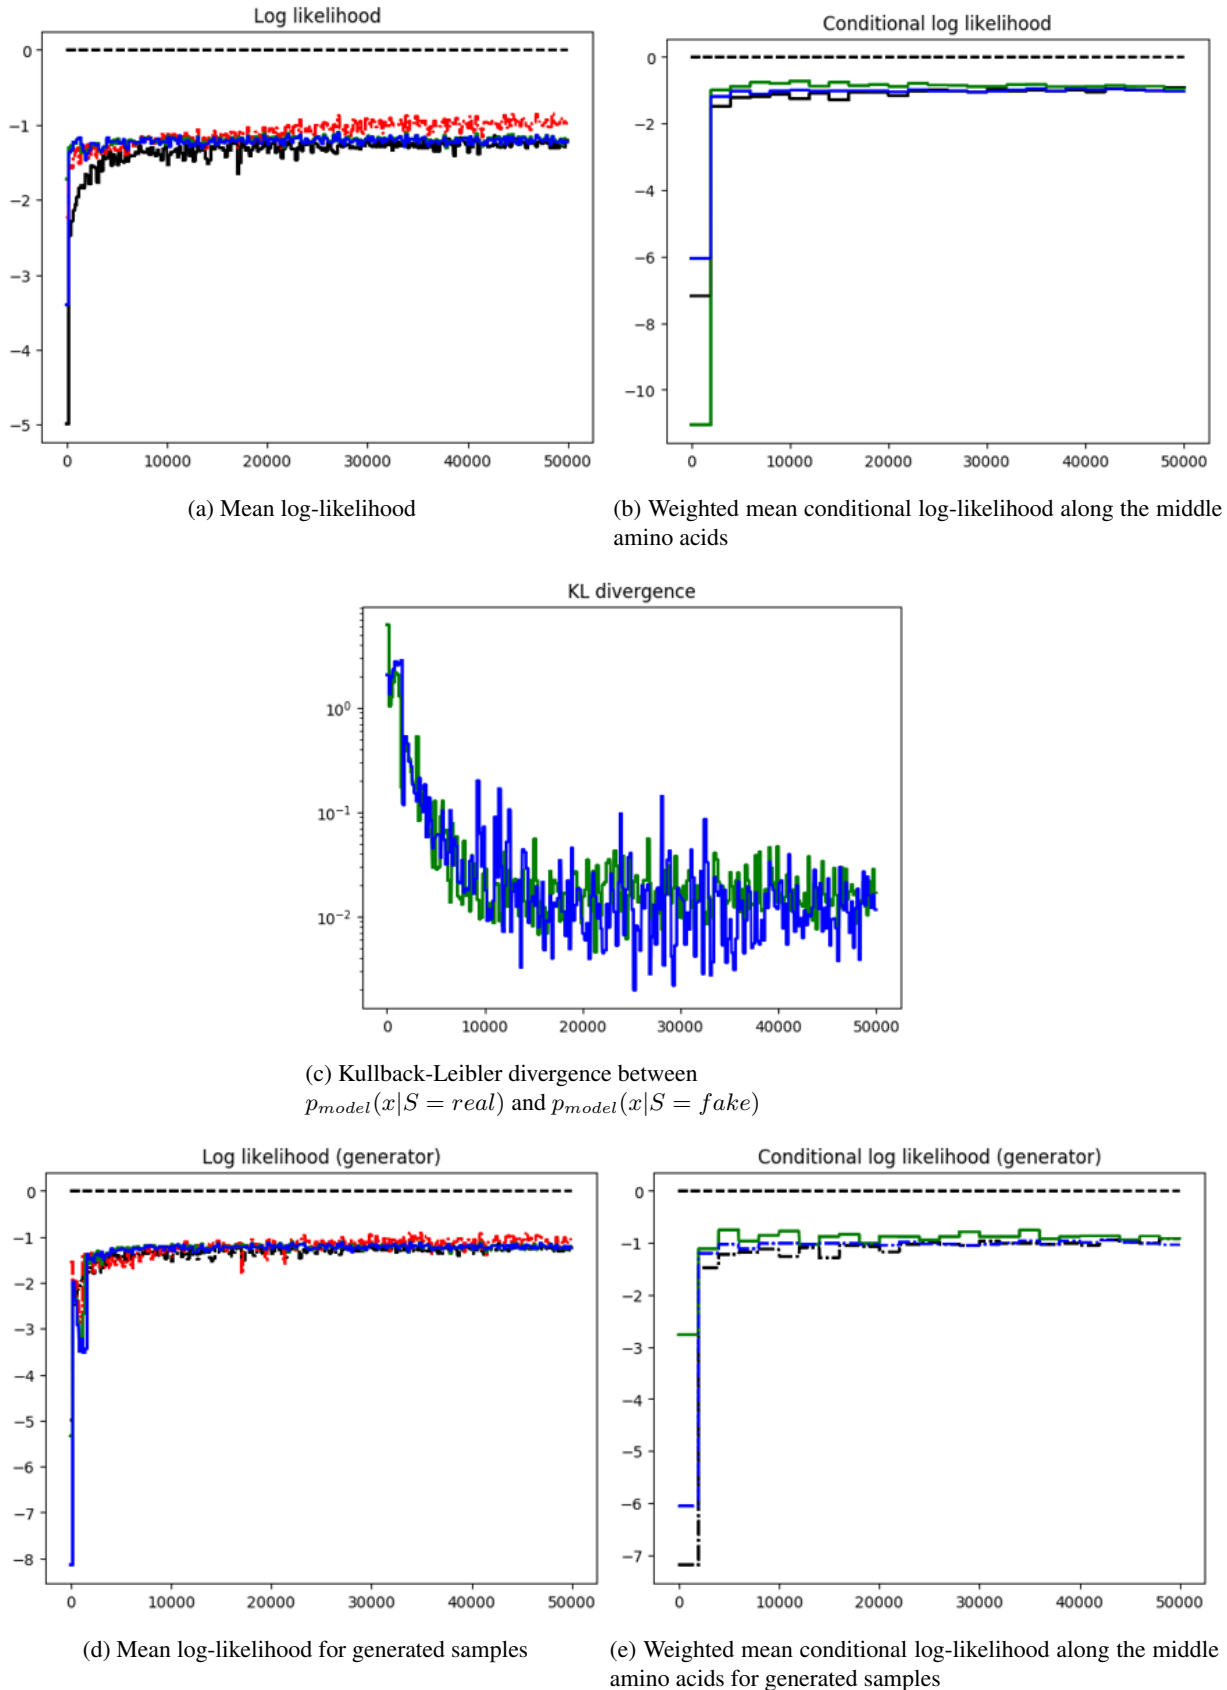 Log likelihood
0
−1
−2
−3
−4
−5
0 10000 20000 30000 40000 50000
(a) Mean log-likelihood
Conditional log likelihood
0
−2
−4
−6
−8
−10
0 10000 20000 30000 40000 50000
(b) Weighted mean conditional log-likelihood along the middle
amino acids
KL divergence
10⁰
10⁻¹
10⁻²
0 10000 20000 30000 40000 50000
(c) Kullback-Leibler divergence between
p_{model}(x|S = real) and p_{model}(x|S = fake)
Log likelihood (generator)
0
−1
−2
−3
−4
−5
−6
−7
−8
0 10000 20000 30000 40000 50000
(d) Mean log-likelihood for generated samples
Conditional log likelihood (generator)
0
−1
−2
−3
−4
−5
−6
−7
0 10000 20000 30000 40000 50000
(e) Weighted mean conditional log-likelihood along the middle
amino acids for generated samples